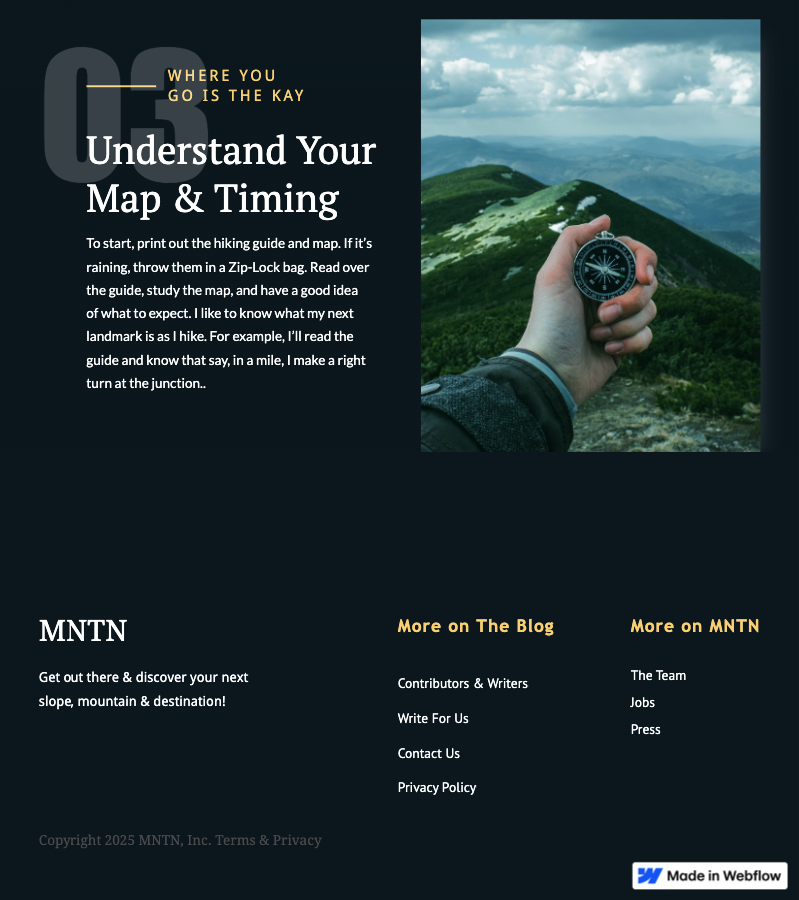 03
WHERE YOU
GO IS THE KAY
Understand Your
Map & Timing
To start, print out the hiking guide and map. If it’s
raining, throw them in a Zip-Lock bag. Read over
the guide, study the map, and have a good idea
of what to expect. I like to know what my next
landmark is as I hike. For example, I’ll read the
guide and know that say, in a mile, I make a right
turn at the junction..
MNTN
Get out there & discover your next
slope, mountain & destination!
More on The Blog
Contributors & Writers
Write For Us
Contact Us
Privacy Policy
More on MNTN
The Team
Jobs
Press
Copyright 2025 MNTN, Inc. Terms & Privacy
Made in Webflow